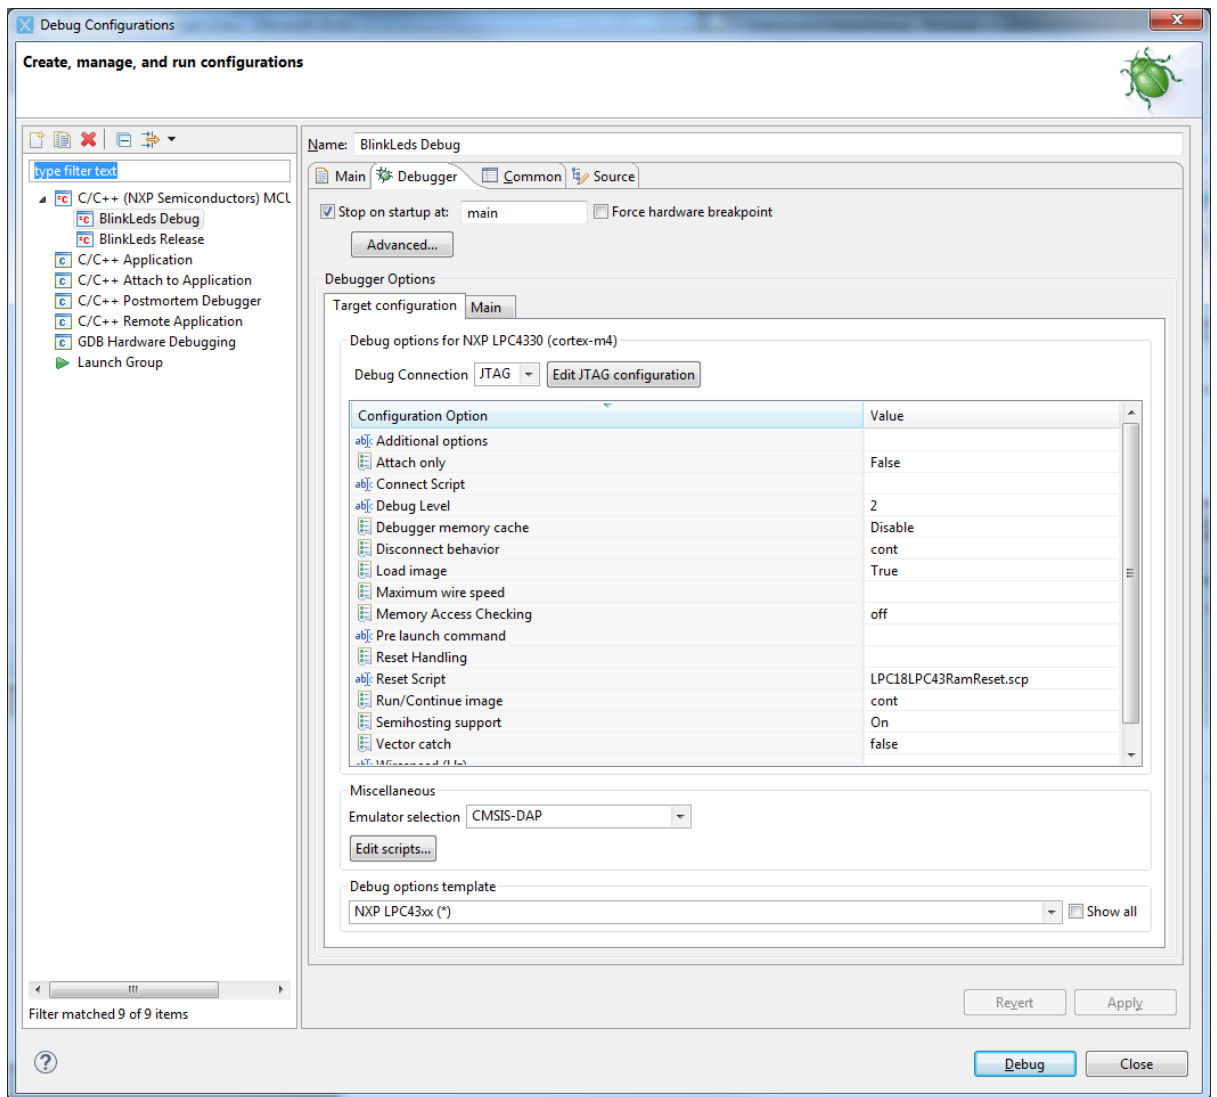 Debug Configurations
Create, manage, and run configurations
type filter text
C/C++ (NXP Semiconductors) MCU
BlinkLeds Debug
BlinkLeds Release
C/C++ Application
C/C++ Attach to Application
C/C++ Postmortem Debugger
C/C++ Remote Application
GDB Hardware Debugging
Launch Group
Filter matched 9 of 9 items
Name: BlinkLeds Debug
Main Debugger Common Source
Stop on startup at: main Force hardware breakpoint
Advanced...
Debugger Options
Target configuration Main
Debug options for NXP LPC4330 (cortex-m4)
Debug Connection JTAG Edit JTAG configuration
Configuration Option Value
Additional options
Attach only False
Connect Script
Debug Level 2
Debugger memory cache Disable
Disconnect behavior cont
Load image True
Maximum wire speed
Memory Access Checking off
Pre launch command
Reset Handling
Reset Script LPC18LPC43RamReset.scp
Run/Continue image cont
Semihosting support On
Vector catch false
Miscellaneous
Emulator selection CMSIS-DAP
Edit scripts...
Debug options template
NXP LPC43xx (*) Show all
Revert Apply
Debug Close